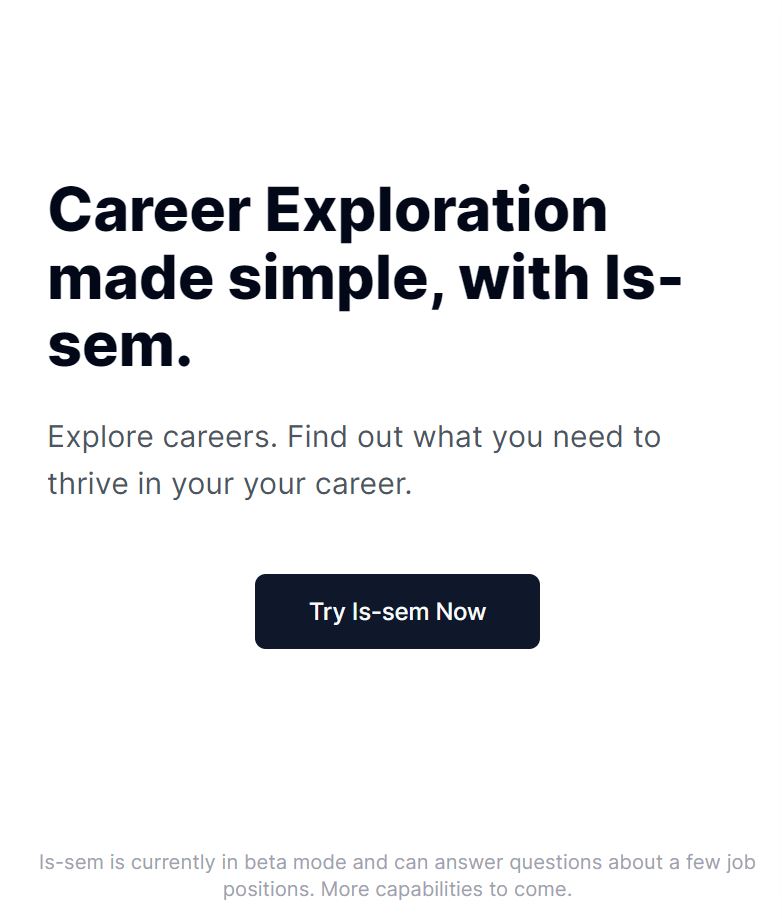 Career Exploration
made simple, with Is-
sem.
Explore careers. Find out what you need to
thrive in your your career.
Try Is-sem Now
Is-sem is currently in beta mode and can answer questions about a few job
positions. More capabilities to come.